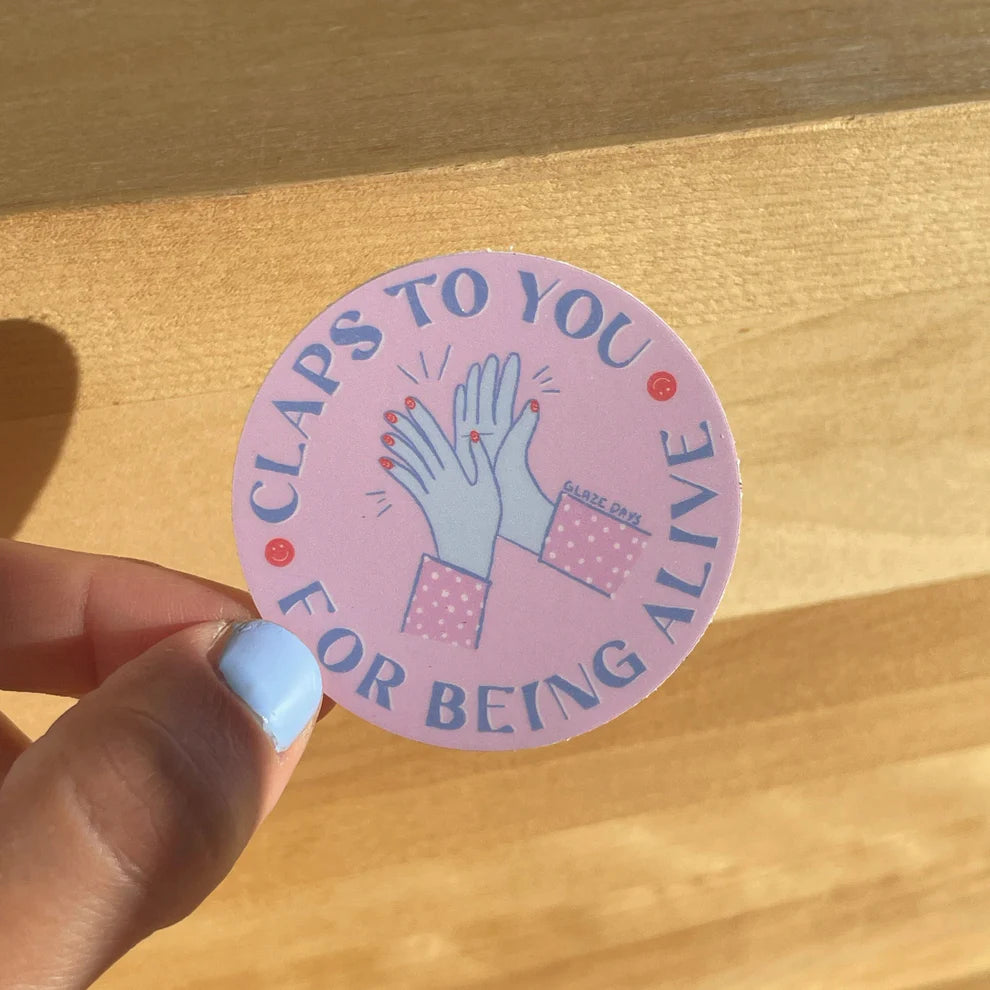 CLAPS TO YOU
FOR BEING ALIVE
GLAZE DAYS